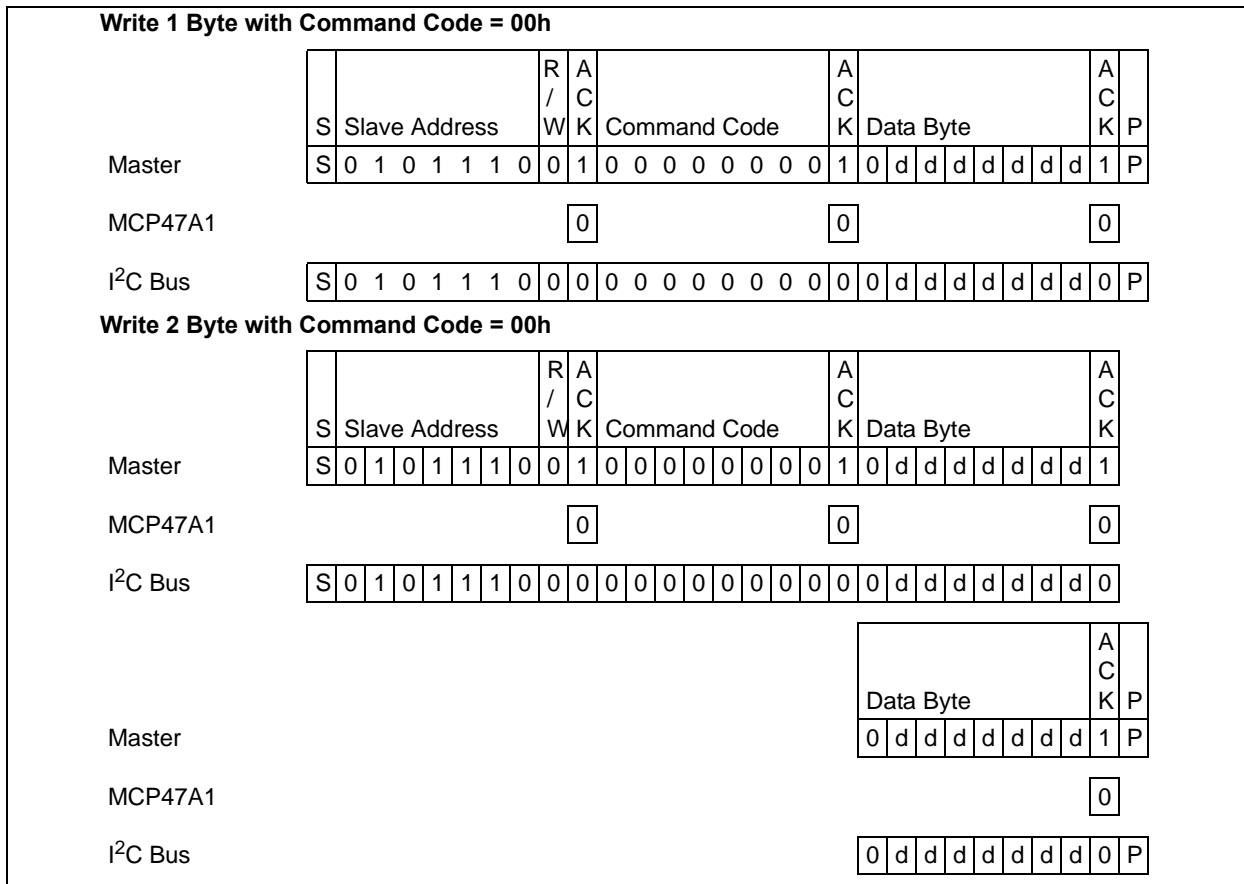 Write 1 Byte with Command Code = 00h
R A A A
/ C C C
S Slave Address W K Command Code K Data Byte K P
Master S 0 1 0 1 1 1 0 0 1 0 0 0 0 0 0 0 0 1 0 d d d d d d d 1 P
MCP47A1 0 0 0
I2C Bus S 0 1 0 1 1 1 0 0 0 0 0 0 0 0 0 0 0 0 0 d d d d d d d 0 P
Write 2 Byte with Command Code = 00h
R A A A
/ C C C
S Slave Address W K Command Code K Data Byte K
Master S 0 1 0 1 1 1 0 0 1 0 0 0 0 0 0 0 0 1 0 d d d d d d d 1
MCP47A1 0 0 0
I2C Bus S 0 1 0 1 1 1 0 0 0 0 0 0 0 0 0 0 0 0 0 d d d d d d d 0
A
C
Data Byte K P
Master 0 d d d d d d d 1 P
MCP47A1 0
I2C Bus 0 d d d d d d d 0 P